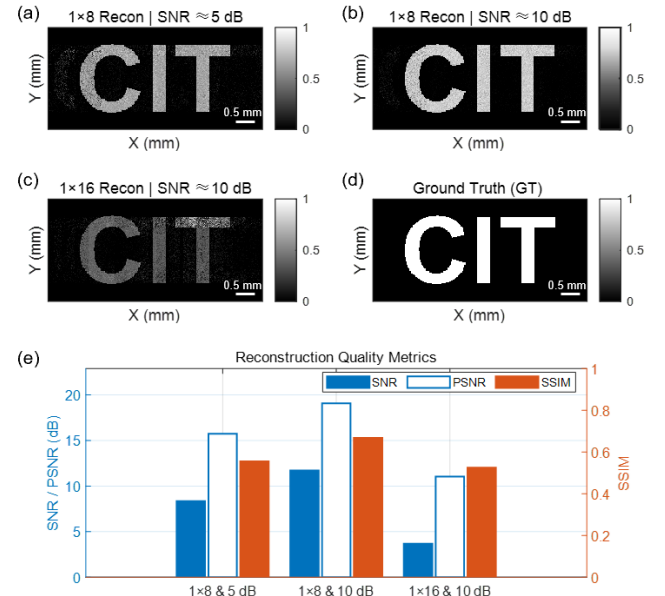 (a) 1×8 Recon | SNR ≈ 5 dB
1
0.5
0
Y (mm)
CIT
0.5 mm
X (mm)
(b) 1×8 Recon | SNR ≈ 10 dB
1
0.5
0
Y (mm)
CIT
0.5 mm
X (mm)
(c) 1×16 Recon | SNR ≈ 10 dB
1
0.5
0
Y (mm)
CIT
0.5 mm
X (mm)
(d) Ground Truth (GT)
1
0.5
0
Y (mm)
CIT
0.5 mm
X (mm)
(e) Reconstruction Quality Metrics
SNR PSNR SSIM
SNR / PSNR (dB)
20
15
10
5
0
1
0.8
0.6
0.4
0.2
0
SSIM
1×8 & 5 dB 1×8 & 10 dB 1×16 & 10 dB